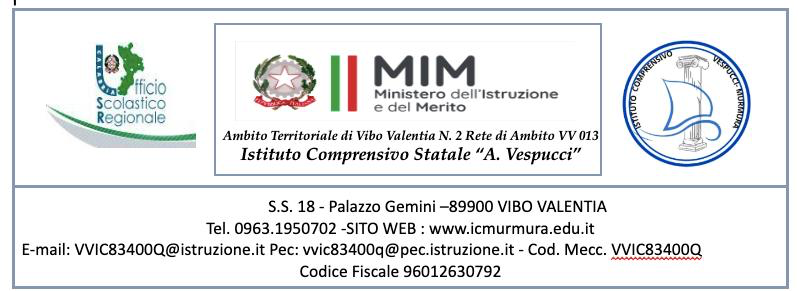 CALABRIA
Ufficio
Scolastico
Regionale
REPUBBLICA ITALIANA
MIM
Ministero dell'Istruzione
e del Merito
Ambito Territoriale di Vibo Valentia N. 2 Rete di Ambito VV 013
Istituto Comprensivo Statale “A. Vespucci”
ISTITUTO COMPRENSIVO VESPUCCI-MURMURA
S.S. 18 - Palazzo Gemini –89900 VIBO VALENTIA
Tel. 0963.1950702 -SITO WEB : www.icmurmura.edu.it
E-mail: VVIC83400Q@istruzione.it Pec: vvic83400q@pec.istruzione.it - Cod. Mecc. VVIC83400Q
Codice Fiscale 96012630792